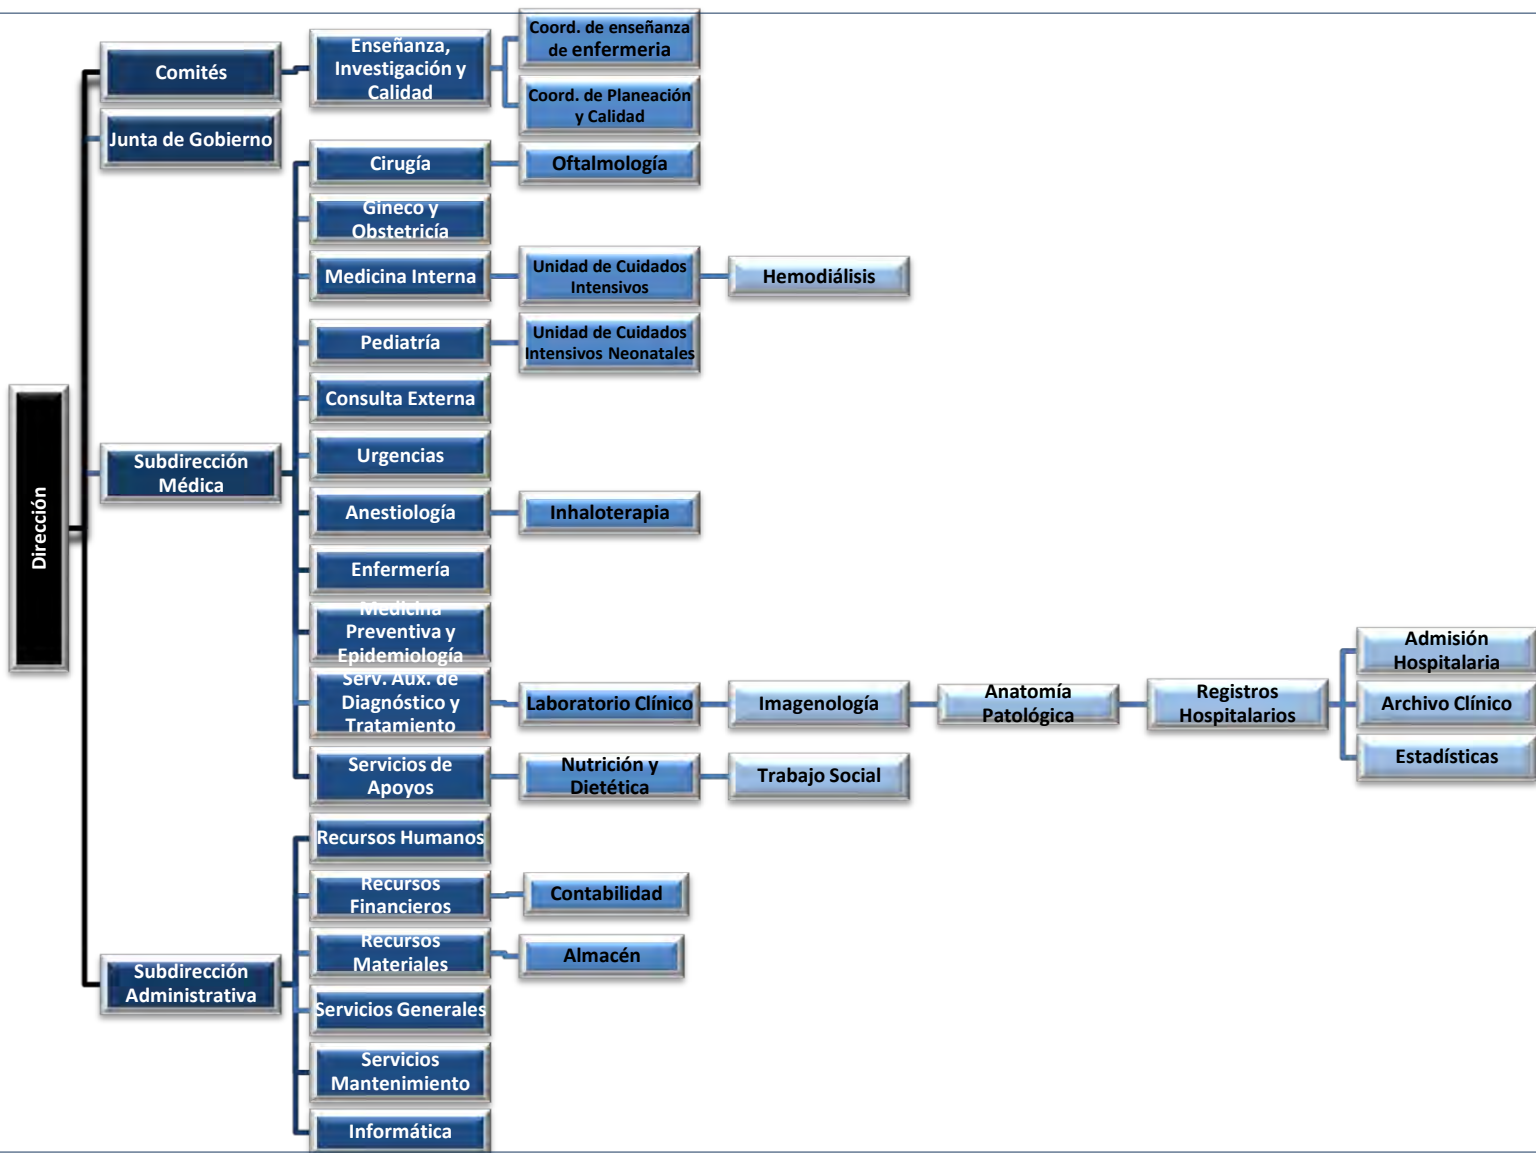 Dirección
Comités
Enseñanza,
Investigación y
Calidad
Coord. de enseñanza
de enfermeria
Coord. de Planeación
y Calidad
Junta de Gobierno
Subdirección
Médica
Cirugía
Oftalmología
Gineco y
Obstetricía
Medicina Interna
Unidad de Cuidados
Intensivos
Hemodiálisis
Pediatría
Unidad de Cuidados
Intensivos Neonatales
Consulta Externa
Urgencias
Anestiología
Inhaloterapia
Enfermería
Medicina
Preventiva y
Epidemiología
Serv. Aux. de
Diagnóstico y
Tratamiento
Laboratorio Clínico
Imagenología
Anatomía
Patológica
Registros
Hospitalarios
Admisión
Hospitalaria
Archivo Clínico
Estadísticas
Servicios de
Apoyos
Nutrición y
Dietética
Trabajo Social
Subdirección
Administrativa
Recursos Humanos
Recursos
Financieros
Contabilidad
Recursos
Materiales
Almacén
Servicios Generales
Servicios
Mantenimiento
Informática